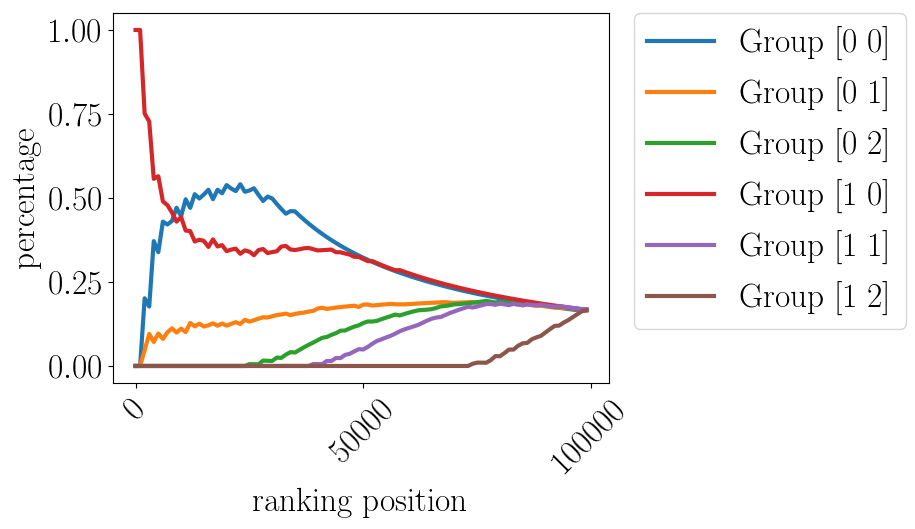 1.00
0.75
0.50
0.25
0.00
percentage
0
50000
100000
ranking position
Group [0 0]
Group [0 1]
Group [0 2]
Group [1 0]
Group [1 1]
Group [1 2]